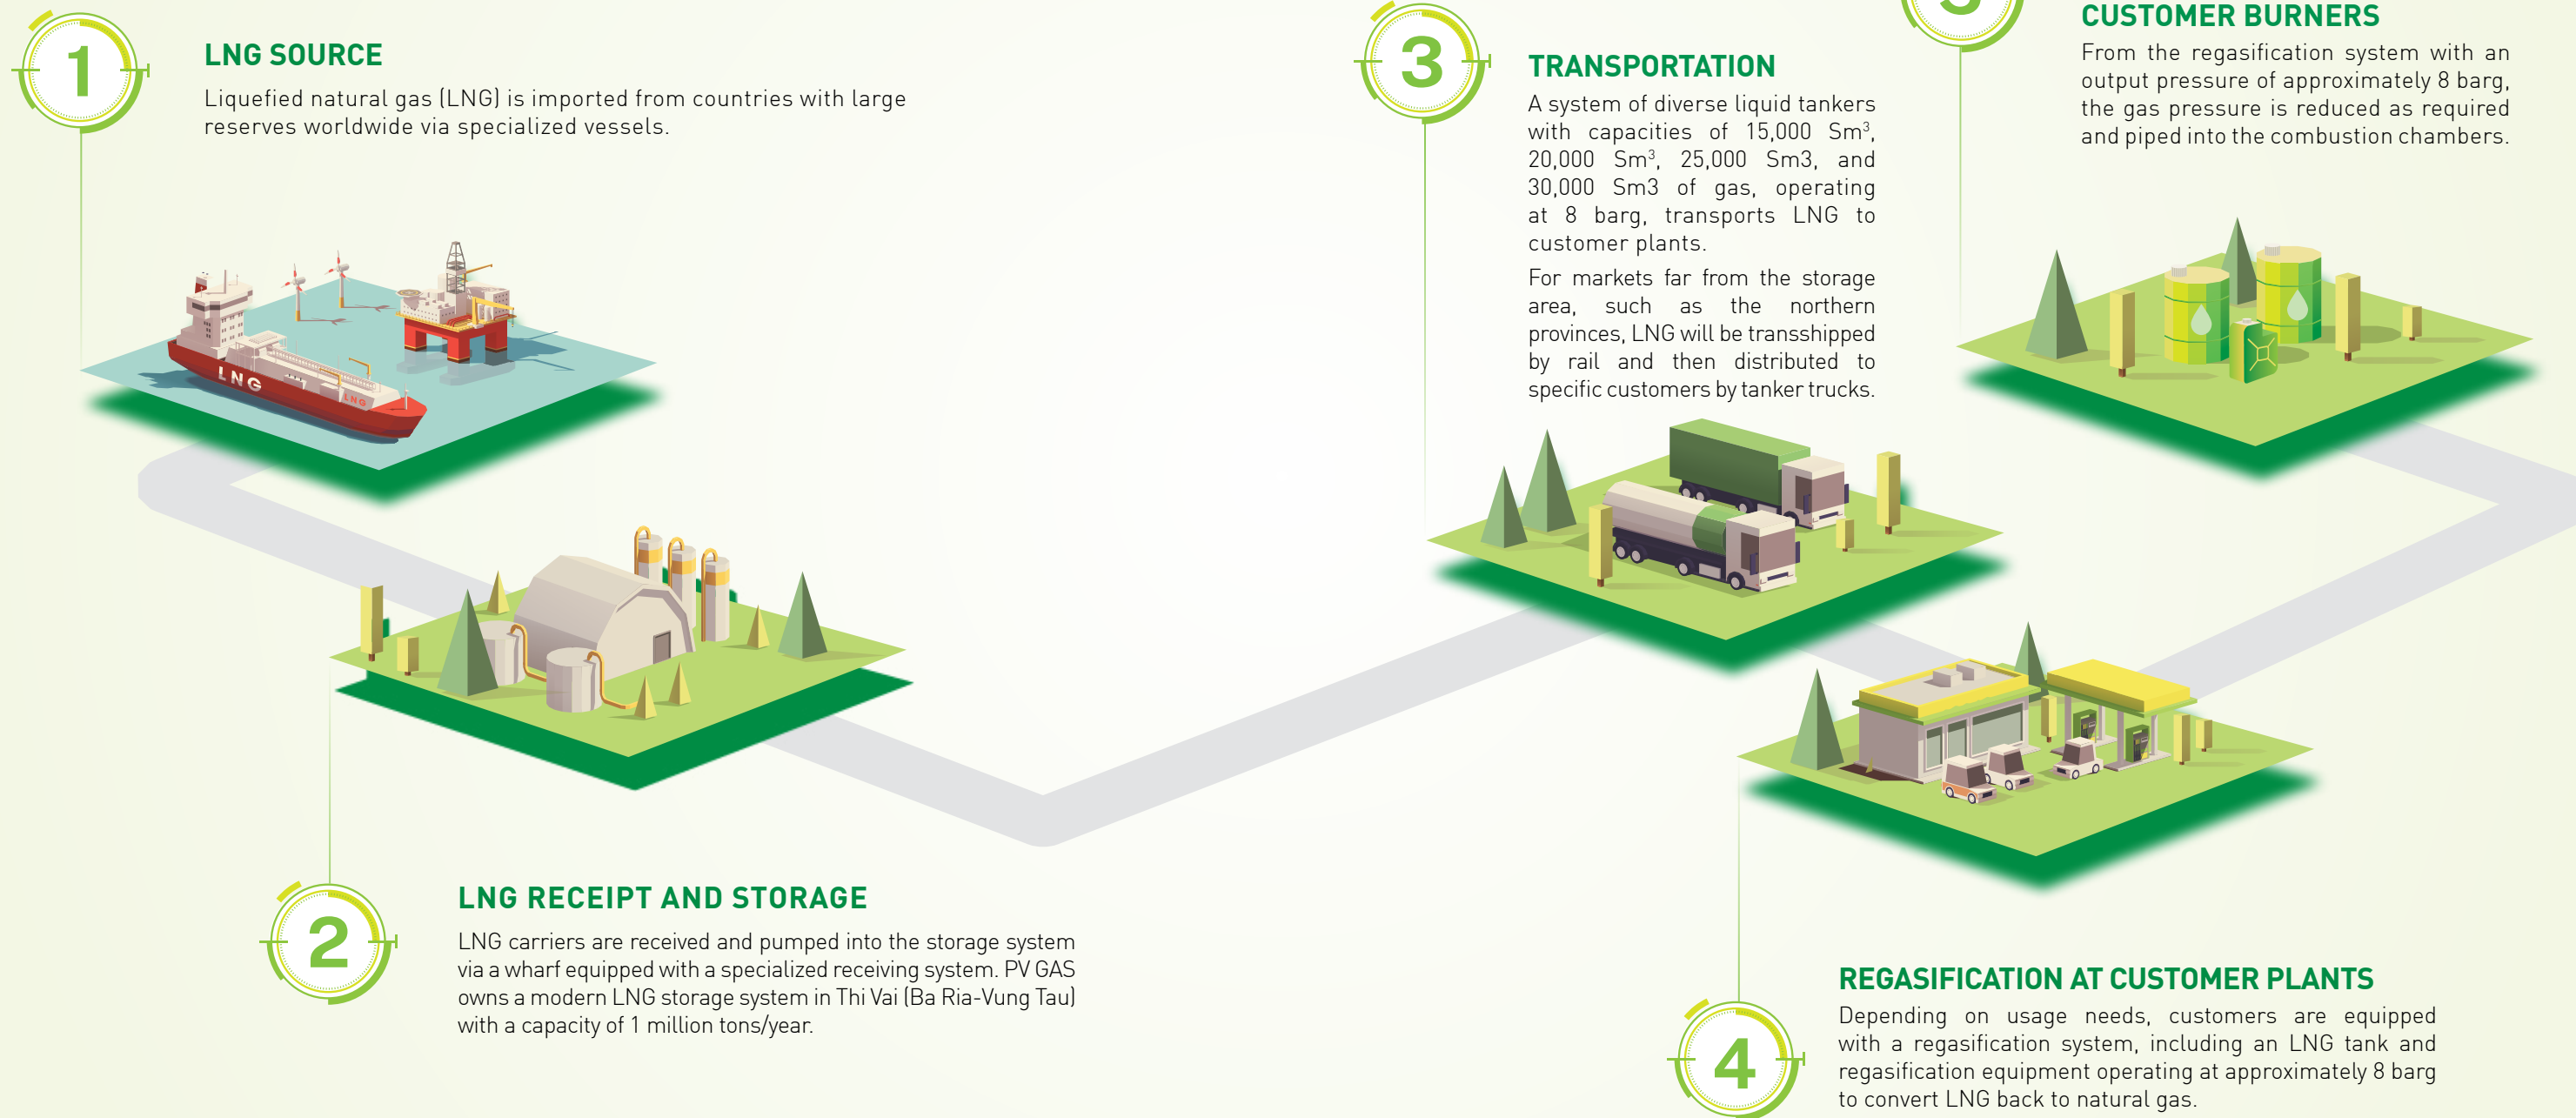 1
LNG SOURCE
Liquefied natural gas (LNG) is imported from countries with large
reserves worldwide via specialized vessels.
LNG
LNG
2
LNG RECEIPT AND STORAGE
LNG carriers are received and pumped into the storage system
via a wharf equipped with a specialized receiving system. PV GAS
owns a modern LNG storage system in Thi Vai (Ba Ria-Vung Tau)
with a capacity of 1 million tons/year.
3
TRANSPORTATION
A system of diverse liquid tankers
with capacities of 15,000 Sm³,
20,000 Sm³, 25,000 Sm3, and
30,000 Sm3 of gas, operating
at 8 barg, transports LNG to
customer plants.
For markets far from the storage
area, such as the northern
provinces, LNG will be transshipped
by rail and then distributed to
specific customers by tanker trucks.
4
REGASIFICATION AT CUSTOMER PLANTS
Depending on usage needs, customers are equipped
with a regasification system, including an LNG tank and
regasification equipment operating at approximately 8 barg
to convert LNG back to natural gas.
CUSTOMER BURNERS
From the regasification system with an
output pressure of approximately 8 barg,
the gas pressure is reduced as required
and piped into the combustion chambers.